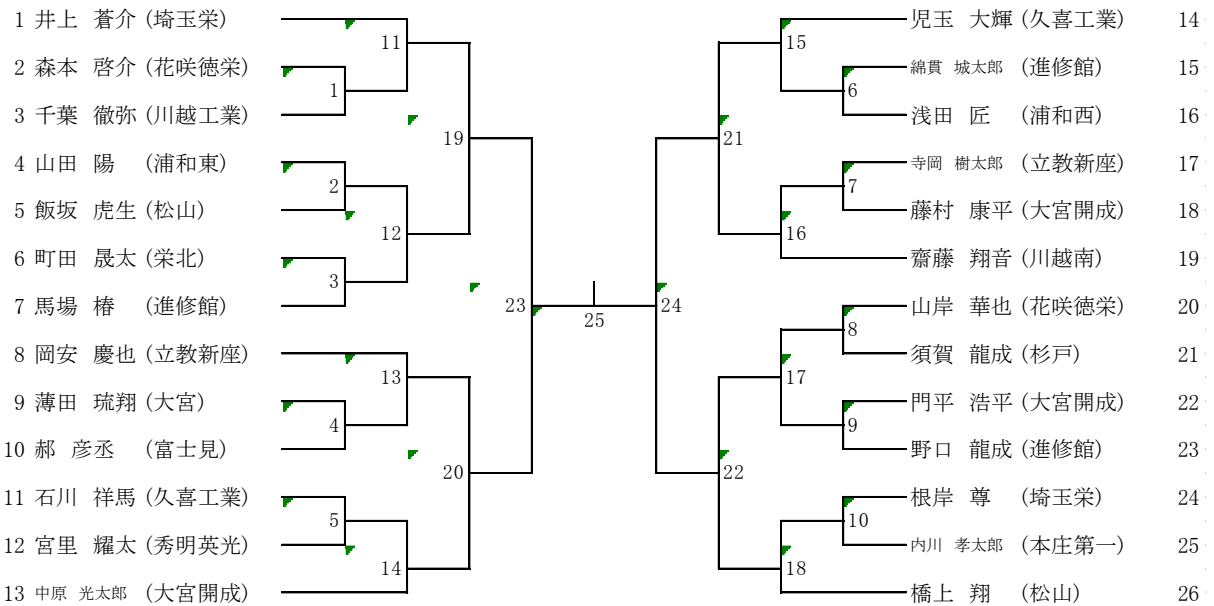 1 井上 蒼介 (埼玉栄)
2 森本 啓介 (花咲徳栄)
3 千葉 徹弥 (川越工業)
4 山田 陽 (浦和東)
5 飯坂 虎生 (松山)
6 町田 晟太 (栄北)
7 馬場 椿 (進修館)
8 岡安 慶也 (立教新座)
9 薄田 琉翔 (大宮)
10 郝 彦丞 (富士見)
11 石川 祥馬 (久喜工業)
12 宮里 耀太 (秀明英光)
13 中原 光太郎 (大宮開成)
11
1
19
2
12
3
23
13
4
20
5
14
25
15
6
21
7
16
24
8
17
9
22
10
18
児玉 大輝 (久喜工業) 14
綿貫 城太郎 (進修館) 15
浅田 匠 (浦和西) 16
寺岡 樹太郎 (立教新座) 17
藤村 康平 (大宮開成) 18
齋藤 翔音 (川越南) 19
山岸 華也 (花咲徳栄) 20
須賀 龍成 (杉戸) 21
門平 浩平 (大宮開成) 22
野口 龍成 (進修館) 23
根岸 尊 (埼玉栄) 24
内川 孝太郎 (本庄第一) 25
橋上 翔 (松山) 26